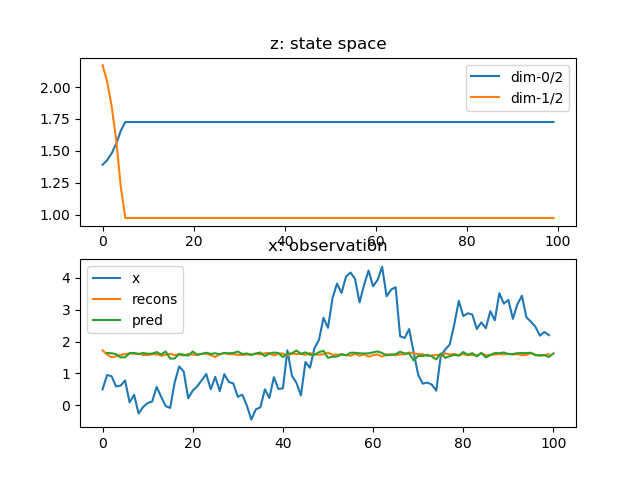 z: state space
2.00
1.75
1.50
1.25
1.00
dim-0/2
dim-1/2
0 20 40 60 80 100
x: observation
4
3
2
1
0
x
recons
pred
0 20 40 60 80 100